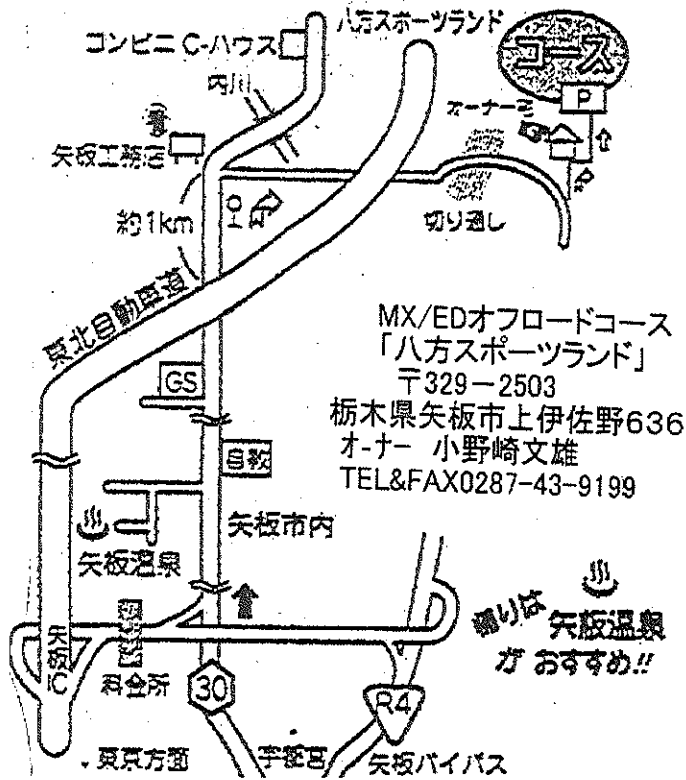 八方スポーツランド
コンビニ C-ハウス
コース
内川
P
オーナー宅
矢板工務店
約1km
切り通し
東北自動車道
MX/EDオフロードコース
「八方スポーツランド」
〒329-2503
栃木県矢板市上伊佐野636
オーナー 小野崎文雄
TEL&FAX0287-43-9199
GS
自教
矢板市内
矢板温泉
帰りは 矢板温泉
が おすすめ!!
矢板IC
料金所
30
R4
東京方面
宇都宮
矢板バイパス